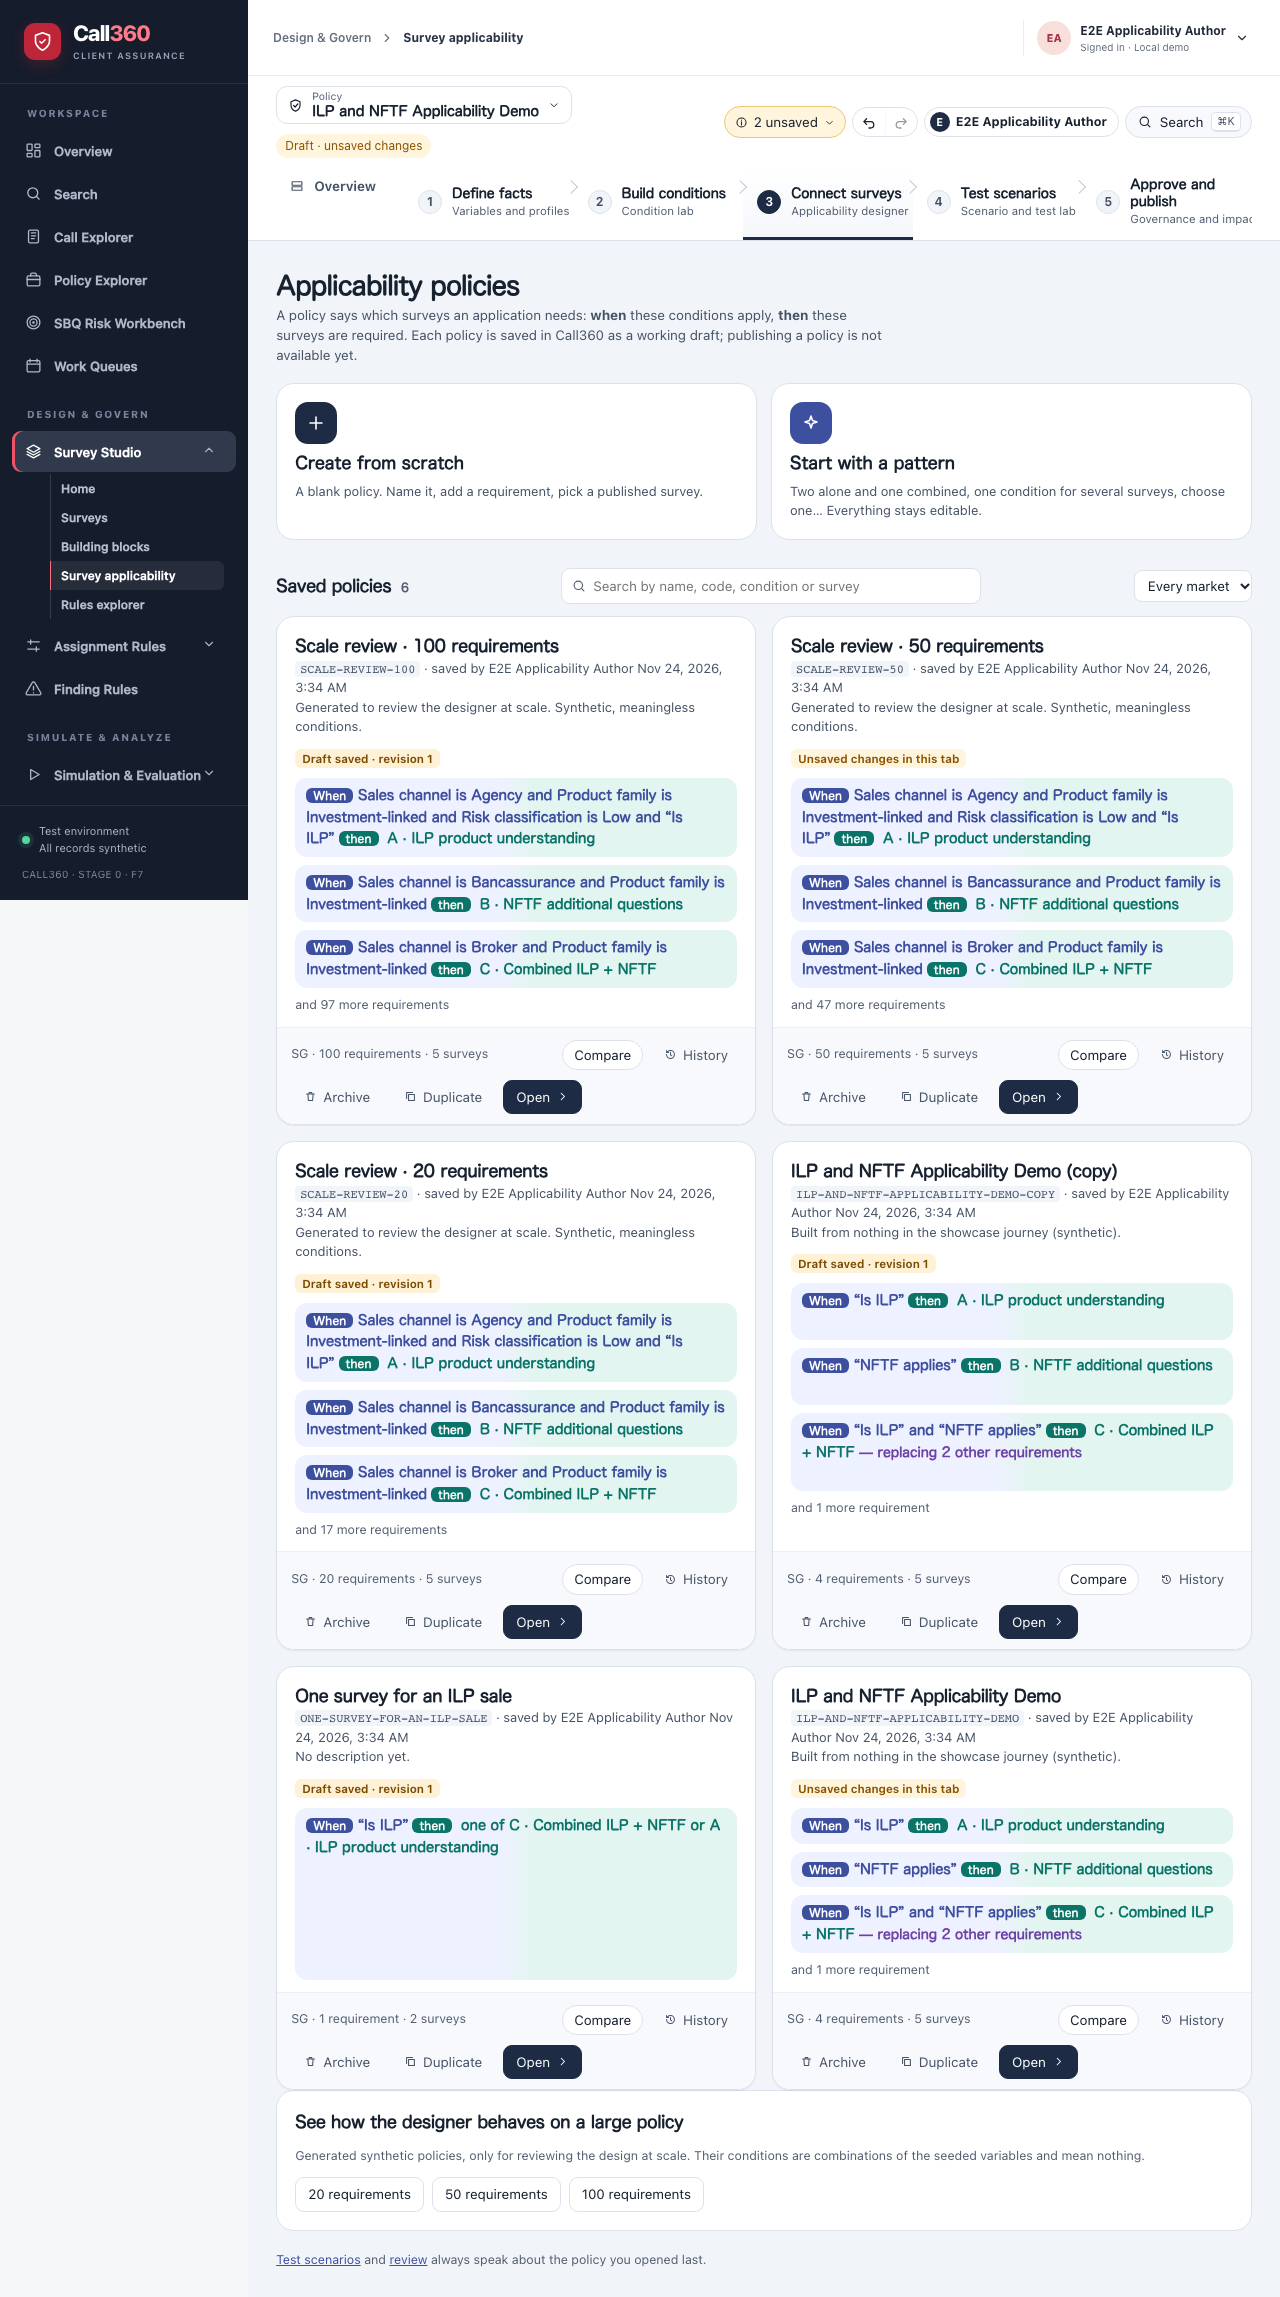 Call360
CLIENT ASSURANCE
WORKSPACE
Overview
Search
Call Explorer
Policy Explorer
SBQ Risk Workbench
Work Queues
DESIGN & GOVERN
Survey Studio
Home
Surveys
Building blocks
Survey applicability
Rules explorer
Assignment Rules
Finding Rules
SIMULATE & ANALYZE
Simulation & Evaluation
Test environment
All records synthetic
CALL360 · STAGE 0 · F7
Design & Govern
Survey applicability
EA
E2E Applicability Author
Signed in · Local demo
Policy
ILP and NFTF Applicability Demo
Draft · unsaved changes
2 unsaved
E
E2E Applicability Author
Search
⌘K
Overview
1
Define facts
Variables and profiles
2
Build conditions
Condition lab
3
Connect surveys
Applicability designer
4
Test scenarios
Scenario and test lab
5
Approve and
publish
Governance and impac
Applicability policies
A policy says which surveys an application needs: when these conditions apply, then these
surveys are required. Each policy is saved in Call360 as a working draft; publishing a policy is not
available yet.
Create from scratch
A blank policy. Name it, add a requirement, pick a published survey.
Start with a pattern
Two alone and one combined, one condition for several surveys, choose
one… Everything stays editable.
Saved policies 6
Search by name, code, condition or survey
Every market
Scale review · 100 requirements
SCALE-REVIEW-100 · saved by E2E Applicability Author Nov 24, 2026,
3:34 AM
Generated to review the designer at scale. Synthetic, meaningless
conditions.
Draft saved · revision 1
When Sales channel is Agency and Product family is
Investment-linked and Risk classification is Low and “Is
ILP” then A · ILP product understanding
When Sales channel is Bancassurance and Product family is
Investment-linked then B · NFTF additional questions
When Sales channel is Broker and Product family is
Investment-linked then C · Combined ILP + NFTF
and 97 more requirements
SG · 100 requirements · 5 surveys
Compare
History
Archive
Duplicate
Open
Scale review · 50 requirements
SCALE-REVIEW-50 · saved by E2E Applicability Author Nov 24, 2026,
3:34 AM
Generated to review the designer at scale. Synthetic, meaningless
conditions.
Unsaved changes in this tab
When Sales channel is Agency and Product family is
Investment-linked and Risk classification is Low and “Is
ILP” then A · ILP product understanding
When Sales channel is Bancassurance and Product family is
Investment-linked then B · NFTF additional questions
When Sales channel is Broker and Product family is
Investment-linked then C · Combined ILP + NFTF
and 47 more requirements
SG · 50 requirements · 5 surveys
Compare
History
Archive
Duplicate
Open
Scale review · 20 requirements
SCALE-REVIEW-20 · saved by E2E Applicability Author Nov 24, 2026,
3:34 AM
Generated to review the designer at scale. Synthetic, meaningless
conditions.
Draft saved · revision 1
When Sales channel is Agency and Product family is
Investment-linked and Risk classification is Low and “Is
ILP” then A · ILP product understanding
When Sales channel is Bancassurance and Product family is
Investment-linked then B · NFTF additional questions
When Sales channel is Broker and Product family is
Investment-linked then C · Combined ILP + NFTF
and 17 more requirements
SG · 20 requirements · 5 surveys
Compare
History
Archive
Duplicate
Open
ILP and NFTF Applicability Demo (copy)
ILP-AND-NFTF-APPLICABILITY-DEMO-COPY · saved by E2E Applicability
Author Nov 24, 2026, 3:34 AM
Built from nothing in the showcase journey (synthetic).
Draft saved · revision 1
When “Is ILP” then A · ILP product understanding
When “NFTF applies” then B · NFTF additional questions
When “Is ILP” and “NFTF applies” then C · Combined ILP
+ NFTF — replacing 2 other requirements
and 1 more requirement
SG · 4 requirements · 5 surveys
Compare
History
Archive
Duplicate
Open
One survey for an ILP sale
ONE-SURVEY-FOR-AN-ILP-SALE · saved by E2E Applicability Author Nov
24, 2026, 3:34 AM
No description yet.
Draft saved · revision 1
When “Is ILP” then one of C · Combined ILP + NFTF or A
· ILP product understanding
SG · 1 requirement · 2 surveys
Compare
History
Archive
Duplicate
Open
ILP and NFTF Applicability Demo
ILP-AND-NFTF-APPLICABILITY-DEMO · saved by E2E Applicability
Author Nov 24, 2026, 3:34 AM
Built from nothing in the showcase journey (synthetic).
Unsaved changes in this tab
When “Is ILP” then A · ILP product understanding
When “NFTF applies” then B · NFTF additional questions
When “Is ILP” and “NFTF applies” then C · Combined ILP
+ NFTF — replacing 2 other requirements
and 1 more requirement
SG · 4 requirements · 5 surveys
Compare
History
Archive
Duplicate
Open
See how the designer behaves on a large policy
Generated synthetic policies, only for reviewing the design at scale. Their conditions are combinations of the seeded variables and mean nothing.
20 requirements
50 requirements
100 requirements
Test scenarios and review always speak about the policy you opened last.